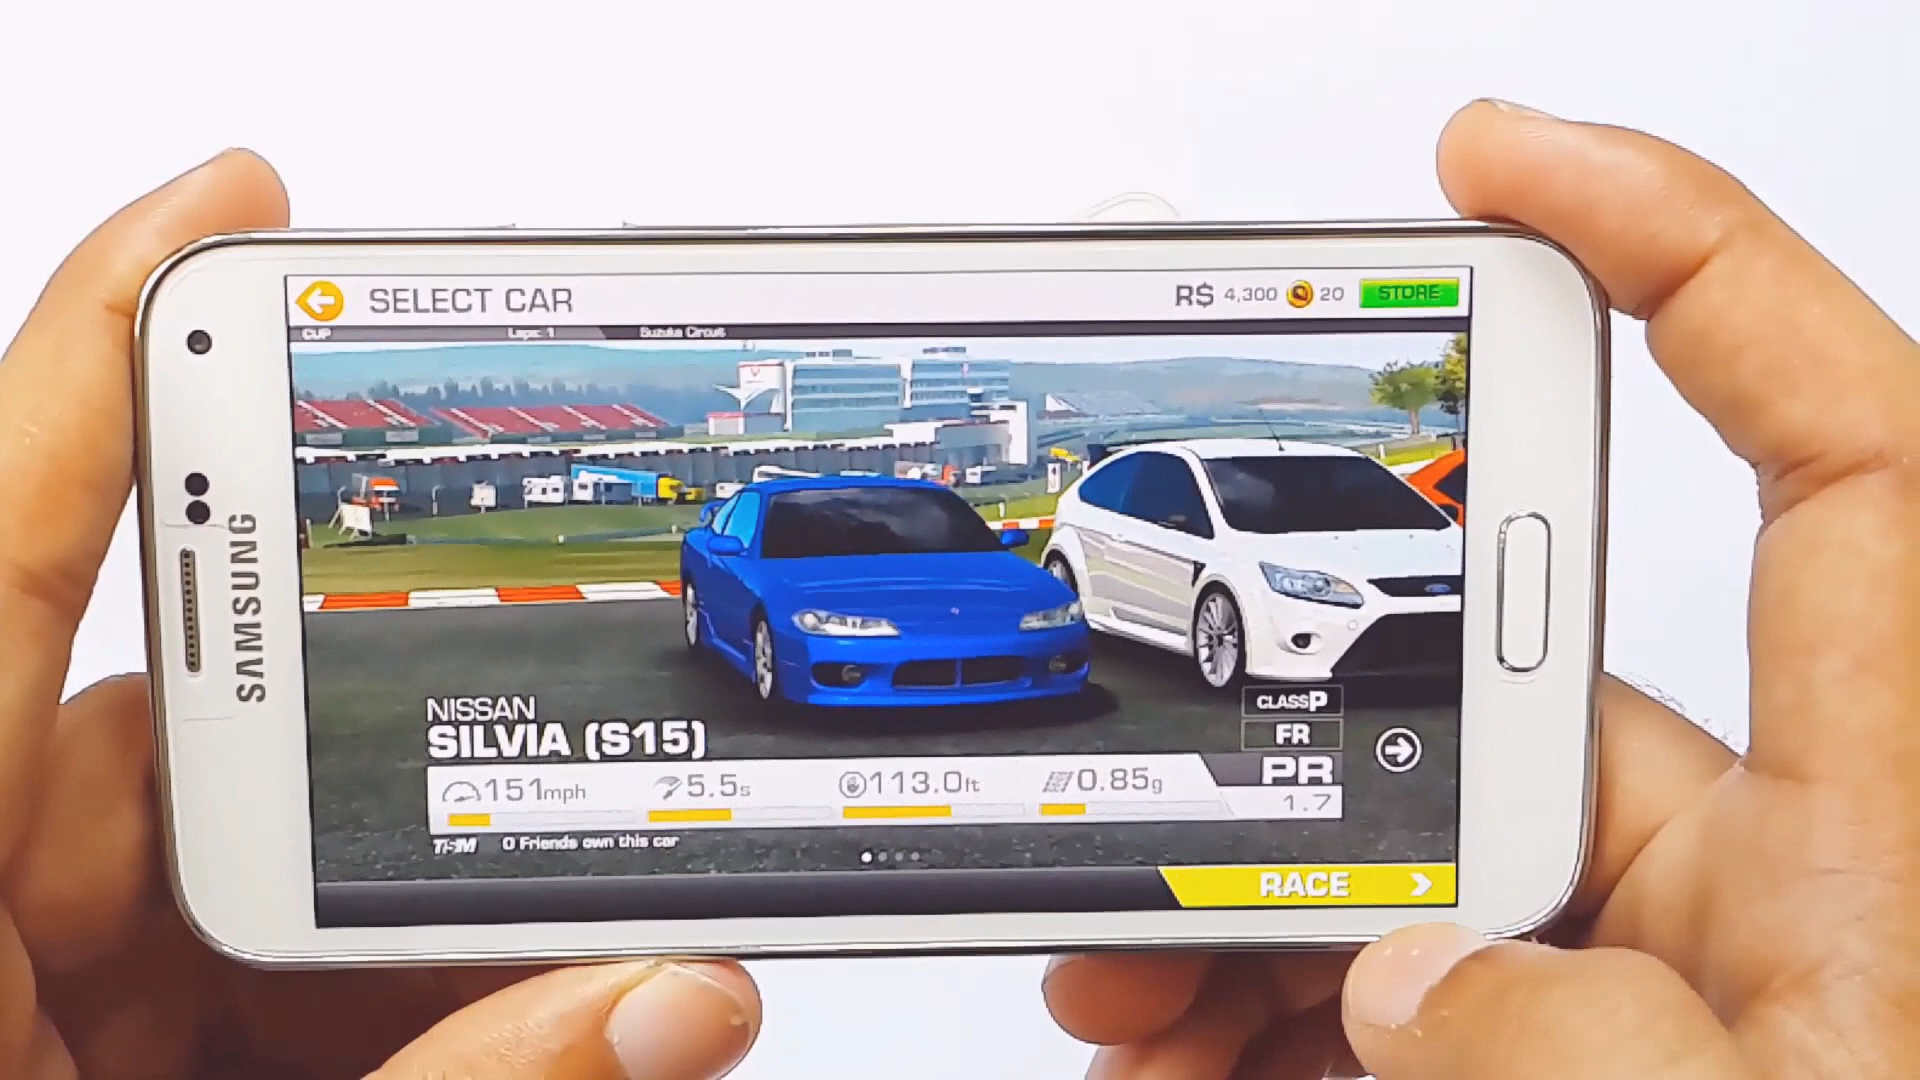 SAMSUNG
SELECT CAR
R$ 4,300 20 STORE
CUP Laps: 1 Suzuka Circuit
NISSAN
SILVIA (S15)
CLASS P
FR
PR
1.7
151mph 5.5s 113.0ft 0.85g
TSM 0 Friends own this car
RACE